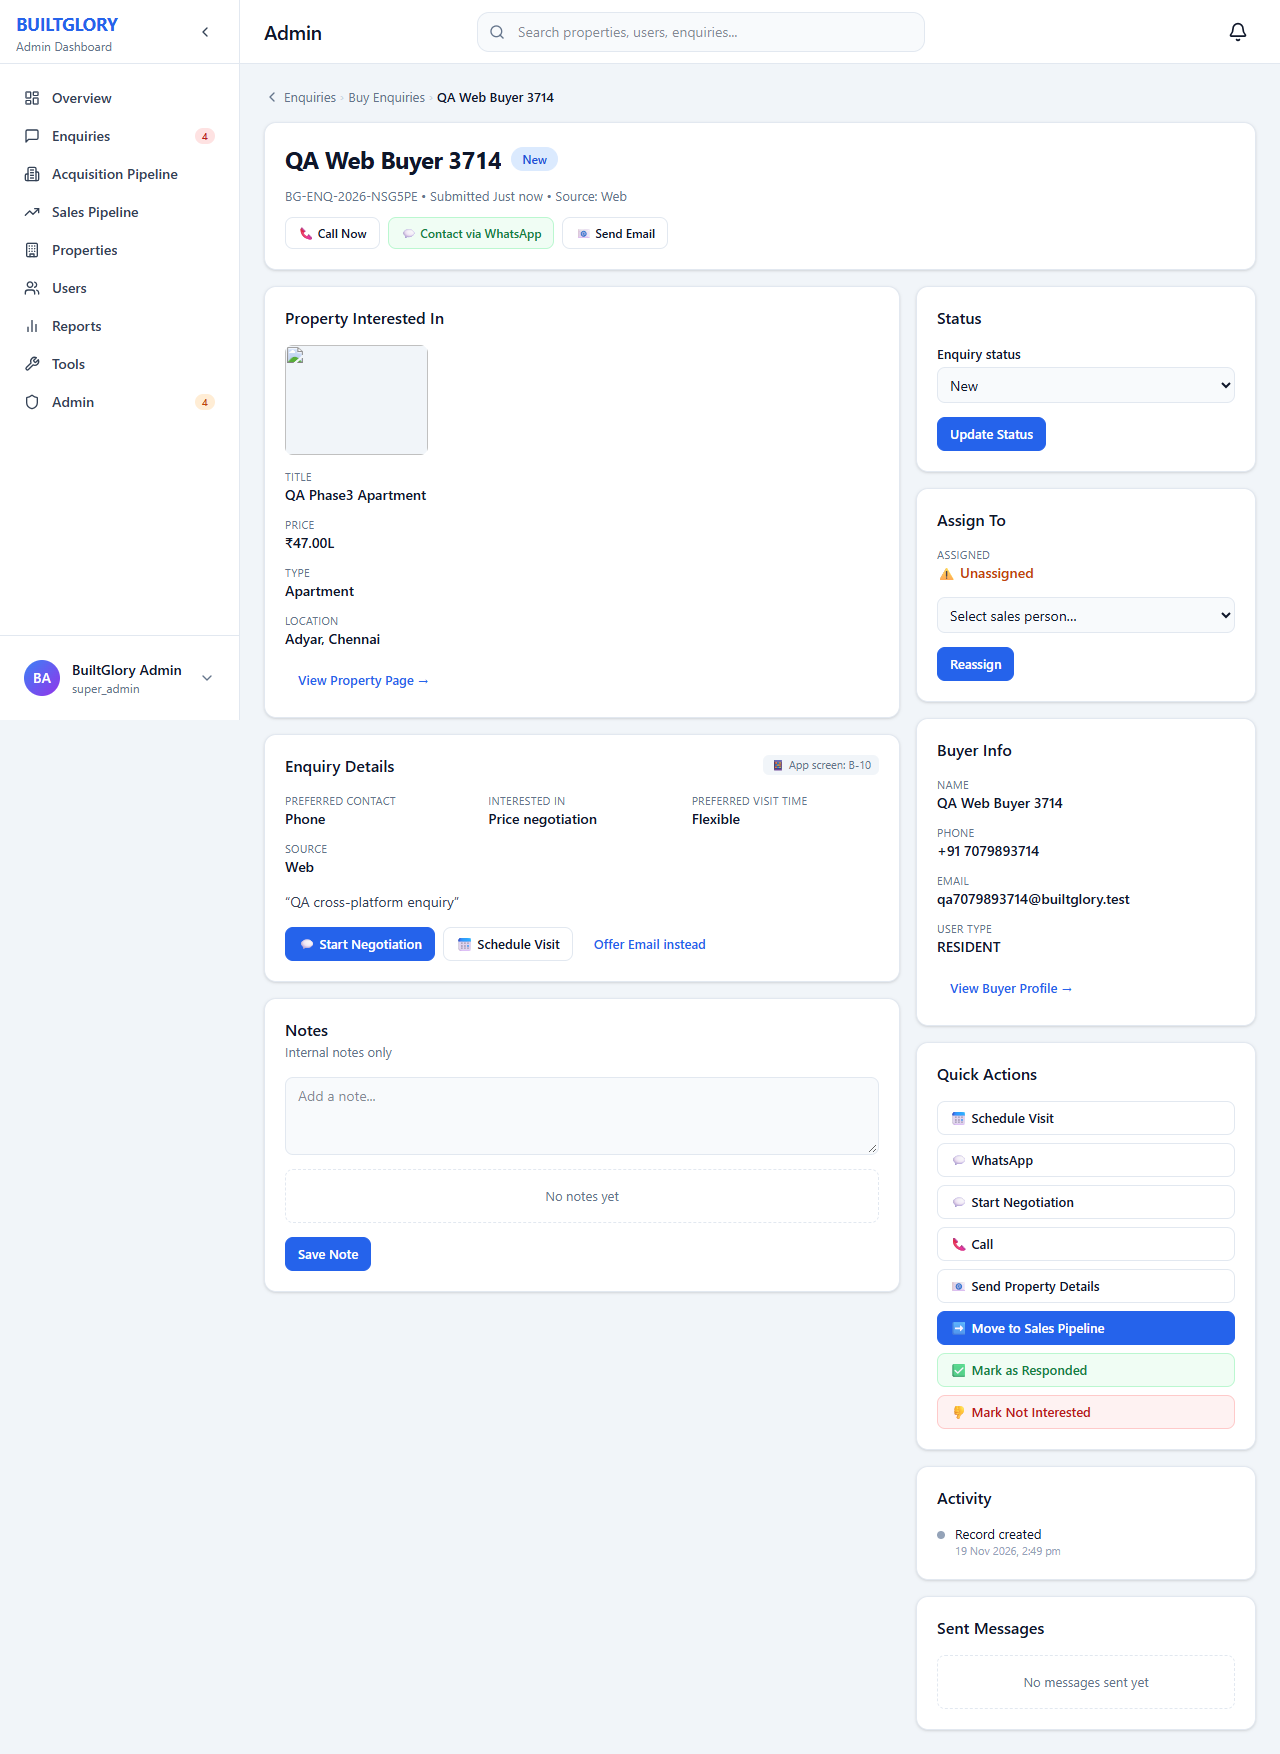 BUILTGLORY
Admin Dashboard
Admin
Search properties, users, enquiries...
Overview
Enquiries 4
Acquisition Pipeline
Sales Pipeline
Properties
Users
Reports
Tools
Admin 4
BA
BuiltGlory Admin
super_admin
Enquiries › Buy Enquiries › QA Web Buyer 3714
QA Web Buyer 3714 New
BG-ENQ-2026-NSG5PE • Submitted Just now • Source: Web
Call Now Contact via WhatsApp Send Email
Property Interested In
TITLE
QA Phase3 Apartment
PRICE
₹47.00L
TYPE
Apartment
LOCATION
Adyar, Chennai
View Property Page →
Enquiry Details App screen: B-10
PREFERRED CONTACT INTERESTED IN PREFERRED VISIT TIME
Phone Price negotiation Flexible
SOURCE
Web
“QA cross-platform enquiry”
Start Negotiation Schedule Visit Offer Email instead
Notes
Internal notes only
Add a note...
No notes yet
Save Note
Status
Enquiry status
New
Update Status
Assign To
ASSIGNED
Unassigned
Select sales person...
Reassign
Buyer Info
NAME
QA Web Buyer 3714
PHONE
+91 7079893714
EMAIL
qa7079893714@builtglory.test
USER TYPE
RESIDENT
View Buyer Profile →
Quick Actions
Schedule Visit
WhatsApp
Start Negotiation
Call
Send Property Details
Move to Sales Pipeline
Mark as Responded
Mark Not Interested
Activity
Record created
19 Nov 2026, 2:49 pm
Sent Messages
No messages sent yet